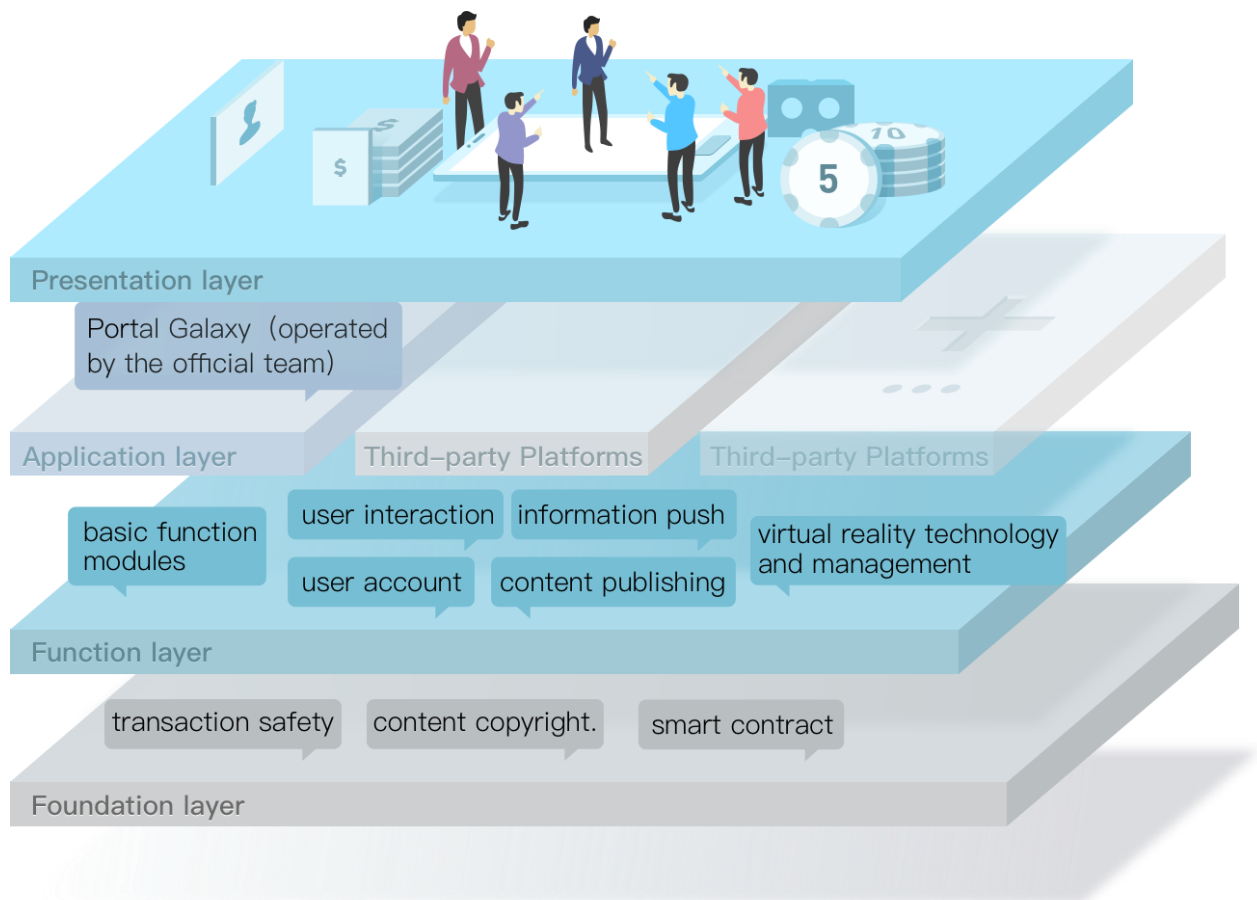 $
$
10
5
Presentation layer
Portal Galaxy（operated
by the official team）
Application layer
Third-party Platforms
Third-party Platforms
basic function
modules
user interaction
information push
user account
content publishing
virtual reality technology
and management
Function layer
transaction safety
content copyright.
smart contract
Foundation layer